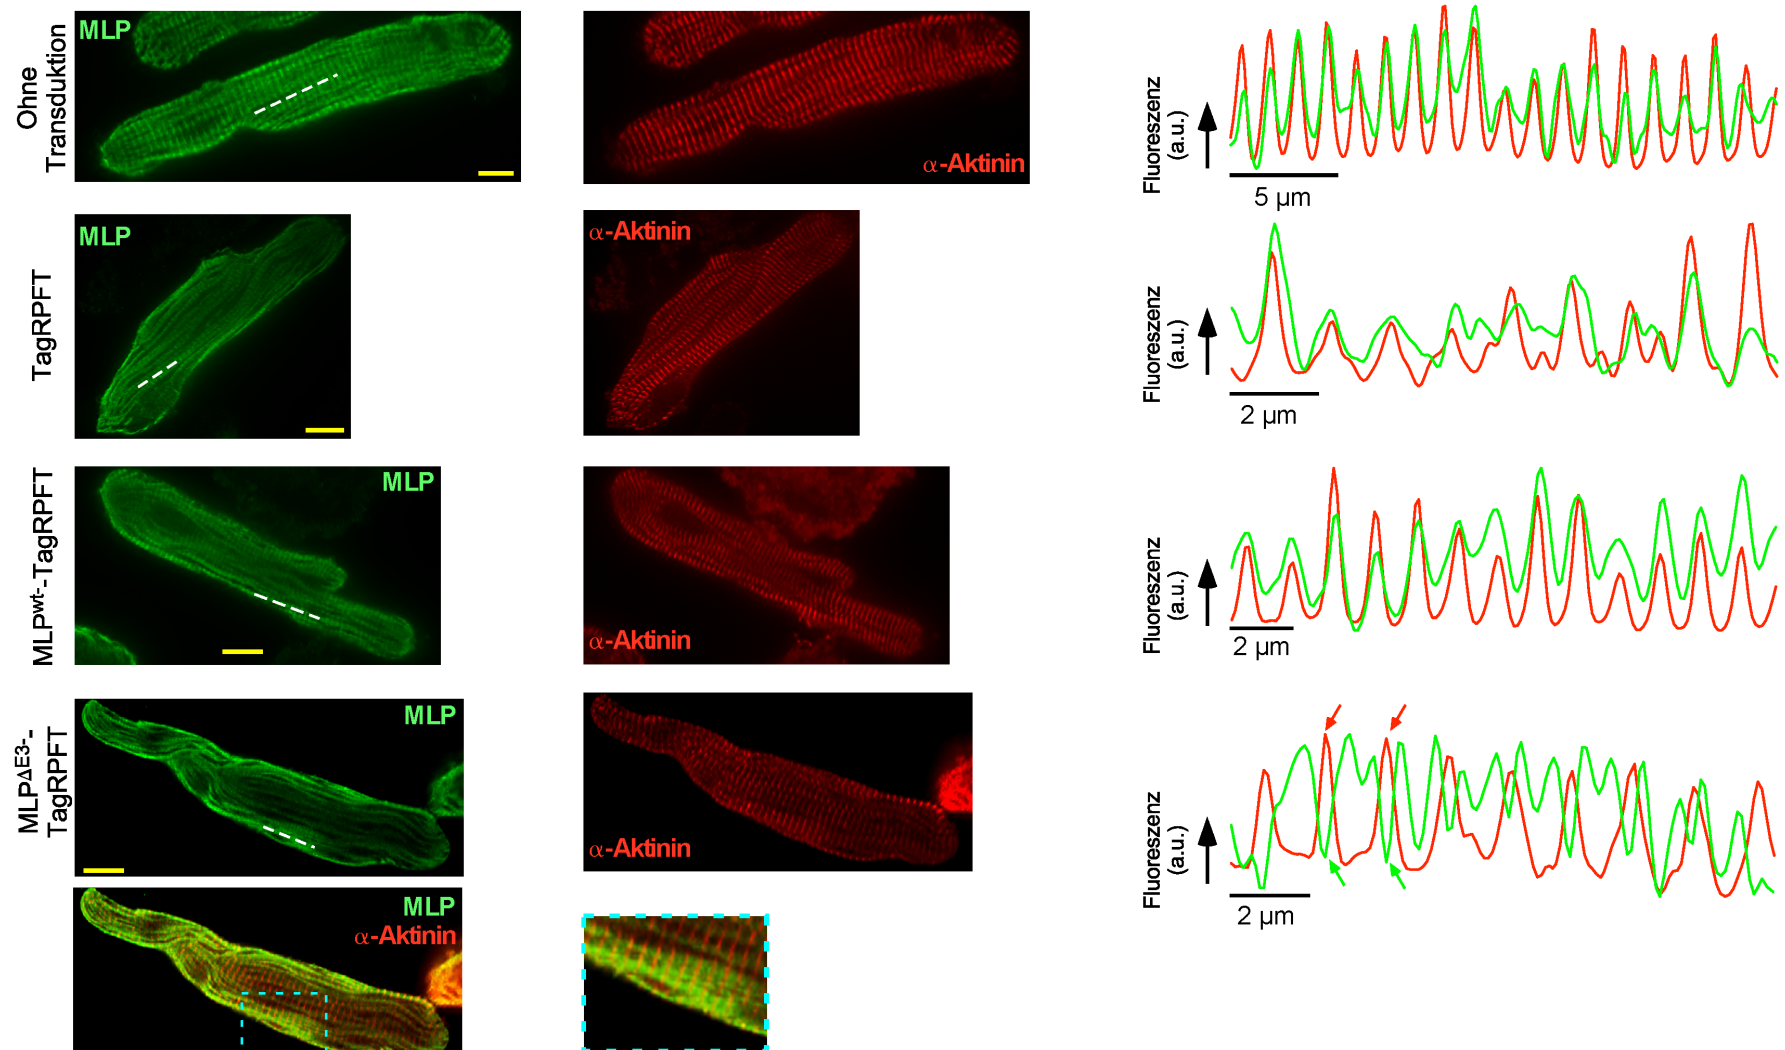 Ohne
Transduktion
MLP
α-Aktinin
Fluoreszenz
(a.u.)
5 µm
TagRPFT
MLP
α-Aktinin
Fluoreszenz
(a.u.)
2 µm
MLPwt--TagRPFT
MLP
α-Aktinin
Fluoreszenz
(a.u.)
2 µm
MLPΔE3--
TagRPFT
MLP
α-Aktinin
Fluoreszenz
(a.u.)
2 µm
MLP
α-Aktinin